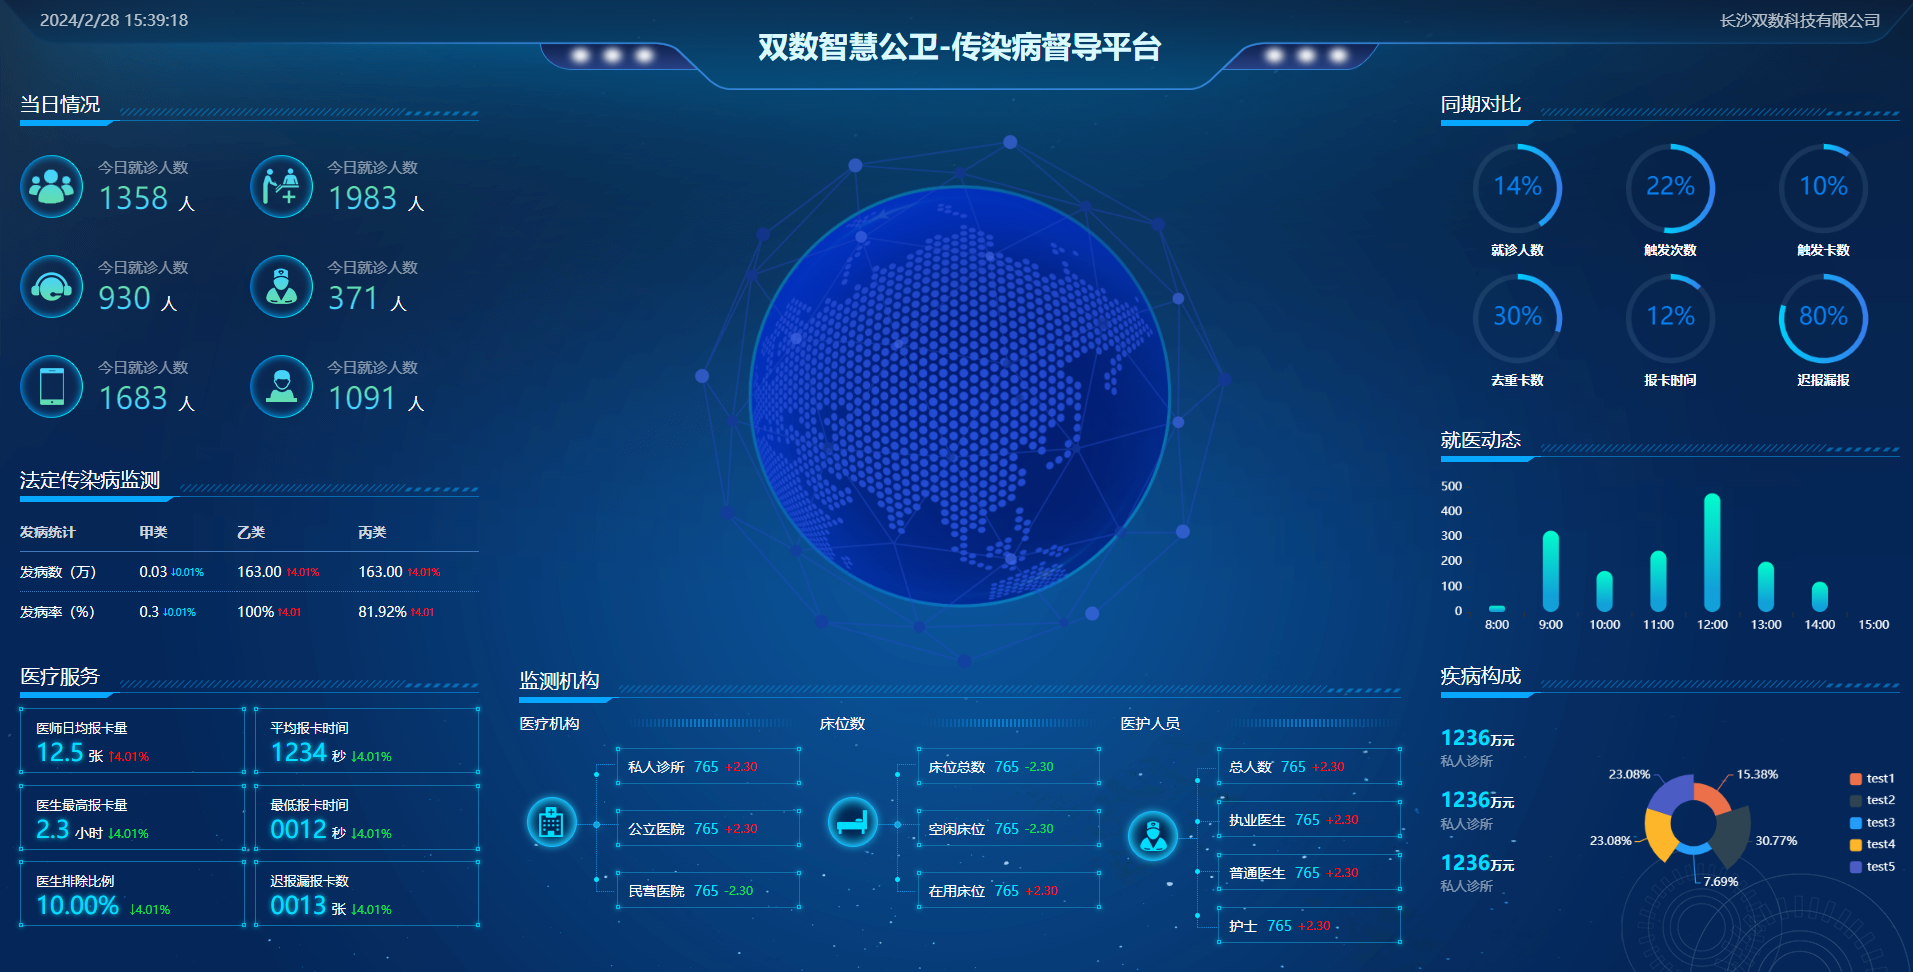 2024/2/28 15:39:18
双数智慧公卫-传染病督导平台
长沙双数科技有限公司
当日情况
今日就诊人数
1358 人
今日就诊人数
1983 人
今日就诊人数
930 人
今日就诊人数
371 人
今日就诊人数
1683 人
今日就诊人数
1091 人
法定传染病监测
发病统计 甲类 乙类 丙类
发病数（万） 0.03 ↓0.01% 163.00 ↑4.01% 163.00 ↑4.01%
发病率（%） 0.3 ↓0.01% 100% ↑4.01 81.92% ↑4.01
医疗服务
医师日均报卡量
12.5 张 ↑4.01%
平均报卡时间
1234 秒 ↓4.01%
医生最高报卡量
2.3 小时 ↓4.01%
最低报卡时间
0012 秒 ↓4.01%
医生排除比例
10.00% ↓4.01%
迟报漏报卡数
0013 张 ↓4.01%
监测机构
医疗机构
私人诊所 765 +2.30
公立医院 765 +2.30
民营医院 765 -2.30
床位数
床位总数 765 -2.30
空闲床位 765 -2.30
在用床位 765 +2.30
医护人员
总人数 765 +2.30
执业医生 765 +2.30
普通医生 765 +2.30
护士 765 +2.30
同期对比
14%
就诊人数
22%
触发次数
10%
触发卡数
30%
去重卡数
12%
报卡时间
80%
迟报漏报
就医动态
500
400
300
200
100
0
8:00 9:00 10:00 11:00 12:00 13:00 14:00 15:00
疾病构成
1236万元
私人诊所
1236万元
私人诊所
1236万元
私人诊所
23.08%
15.38%
23.08%
30.77%
7.69%
test1
test2
test3
test4
test5